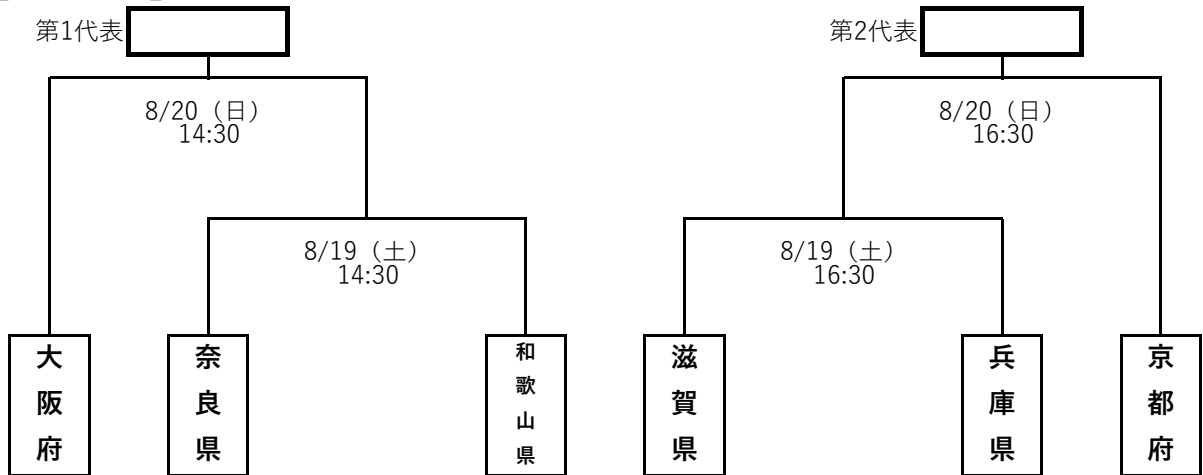 第1代表
第2代表
8/20（日）
14:30
8/20（日）
16:30
8/19（土）
14:30
8/19（土）
16:30
大阪府
奈良県
和歌山県
滋賀県
兵庫県
京都府